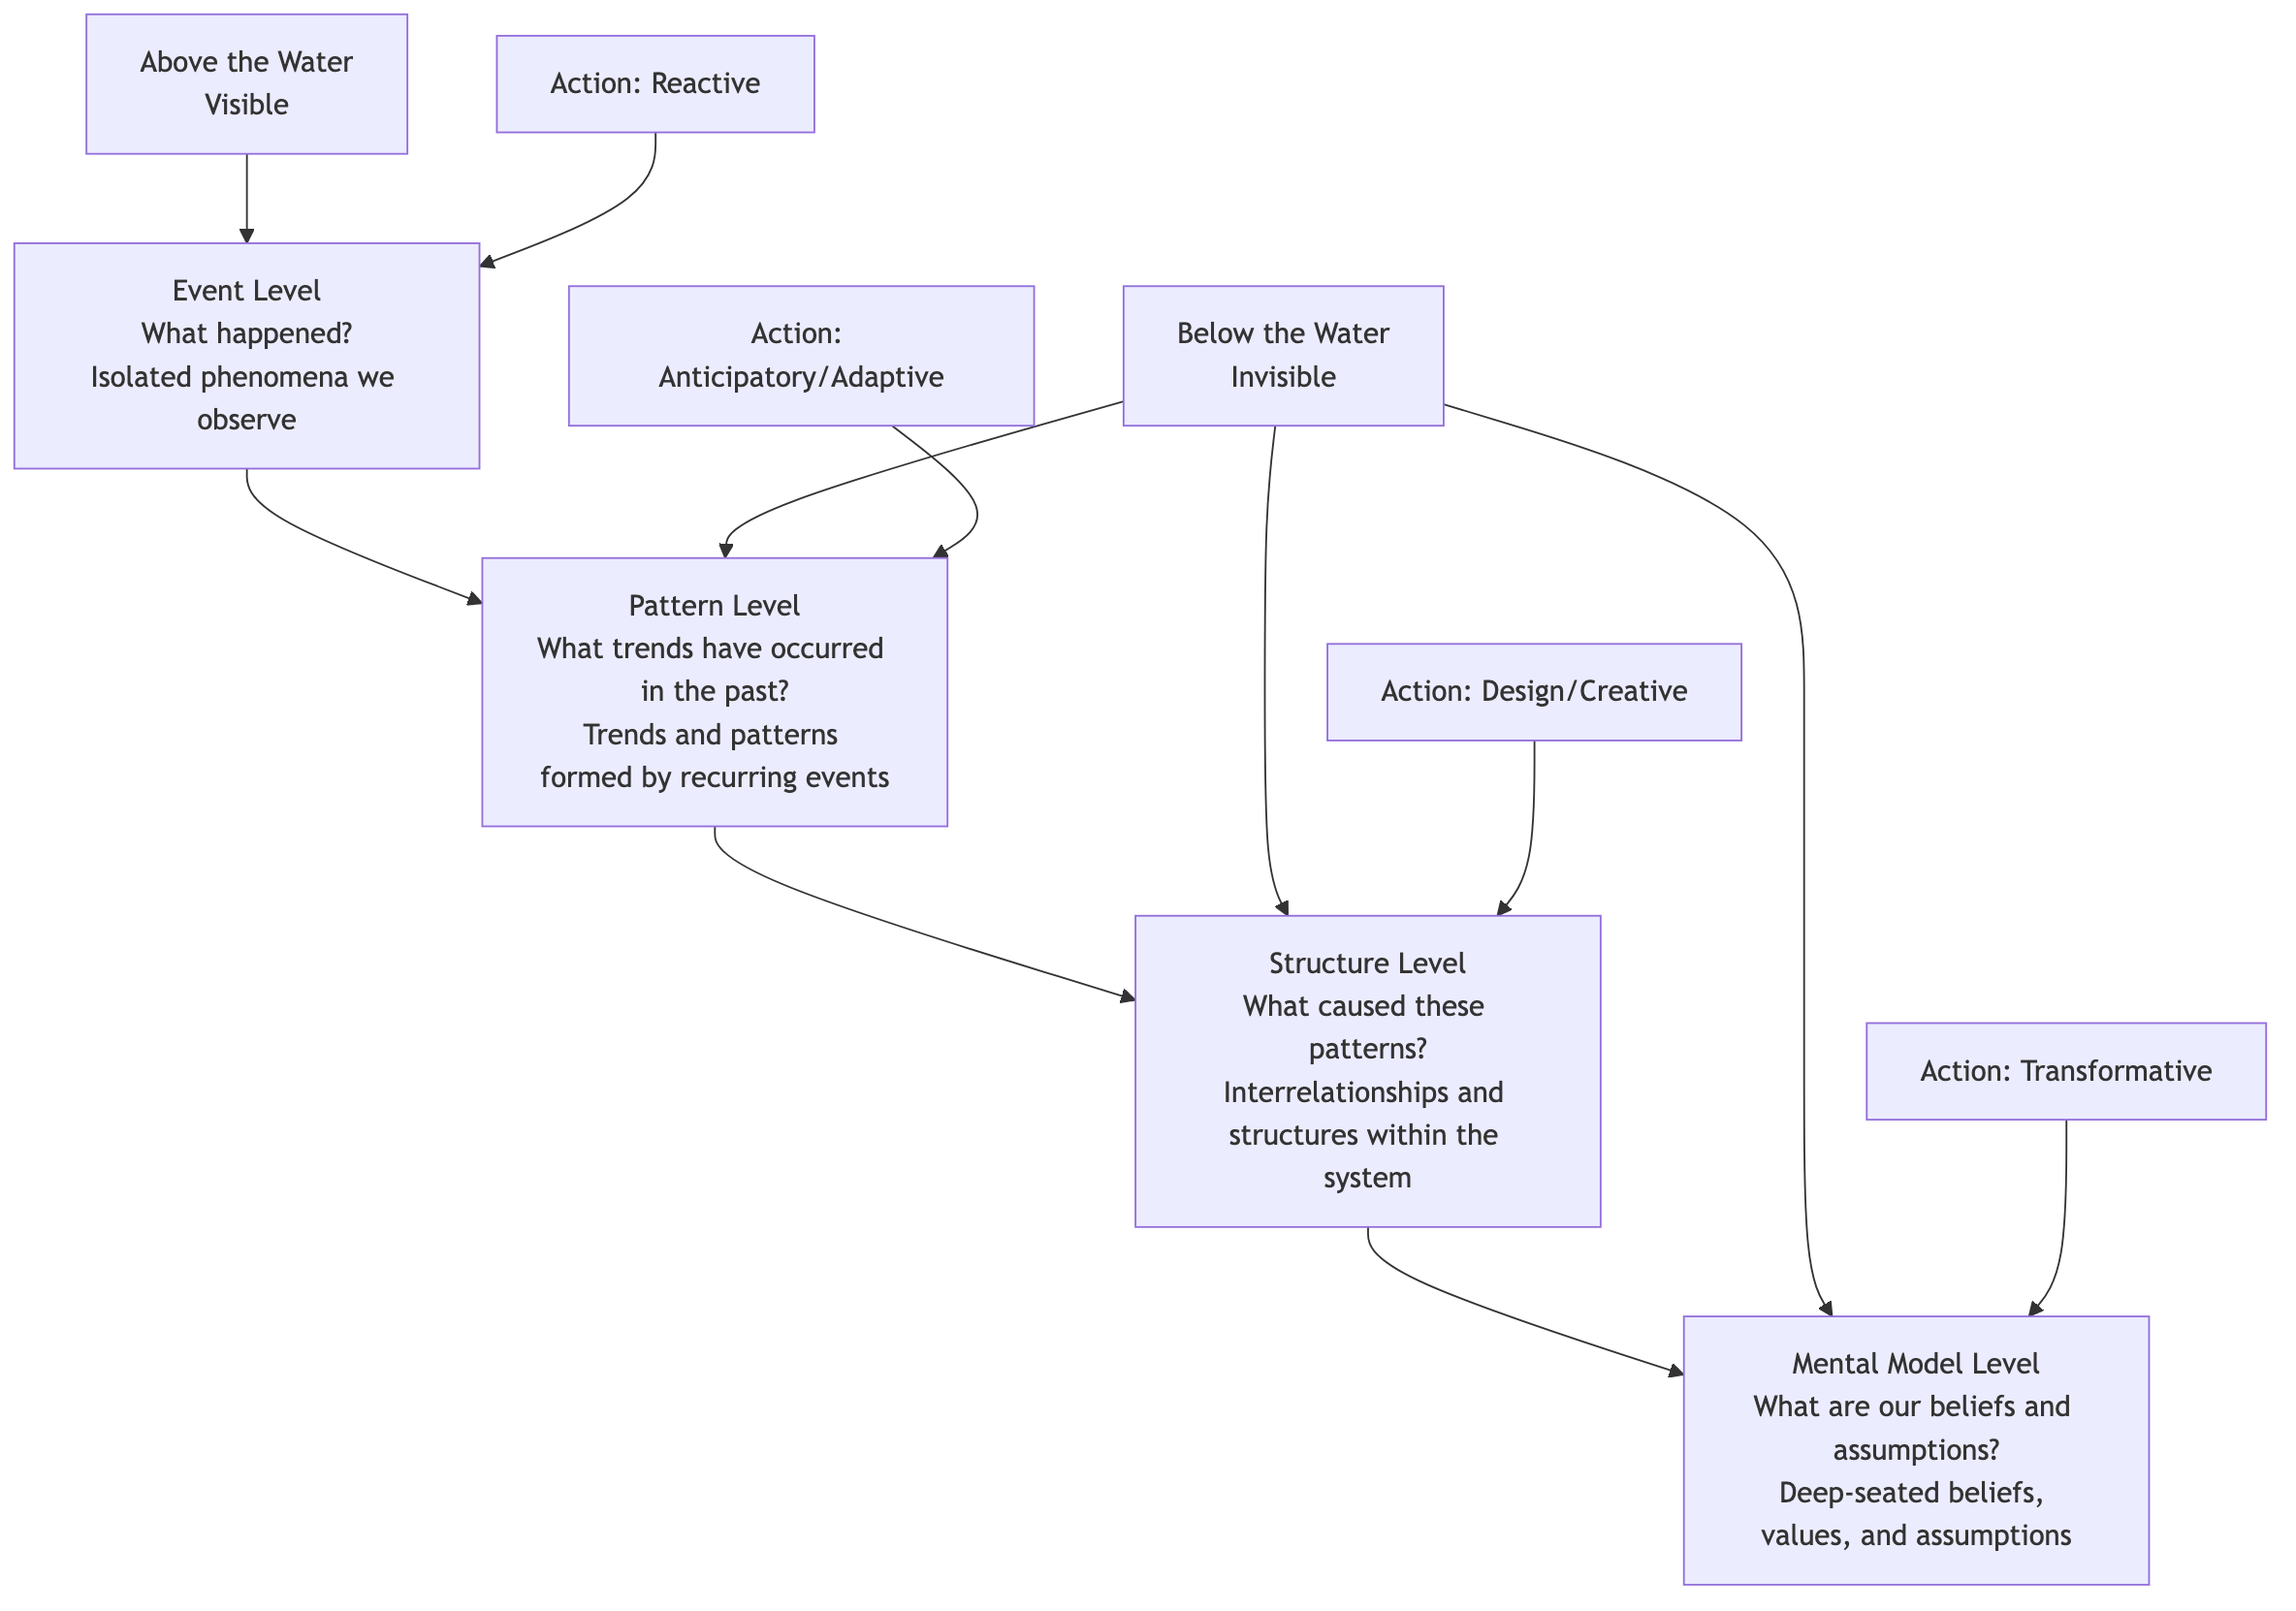 Above the Water
Visible
Action: Reactive
Event Level
What happened?
Isolated phenomena we
observe
Action:
Anticipatory/Adaptive
Below the Water
Invisible
Pattern Level
What trends have occurred
in the past?
Trends and patterns
formed by recurring events
Action: Design/Creative
Structure Level
What caused these
patterns?
Interrelationships and
structures within the
system
Action: Transformative
Mental Model Level
What are our beliefs and
assumptions?
Deep-seated beliefs,
values, and assumptions